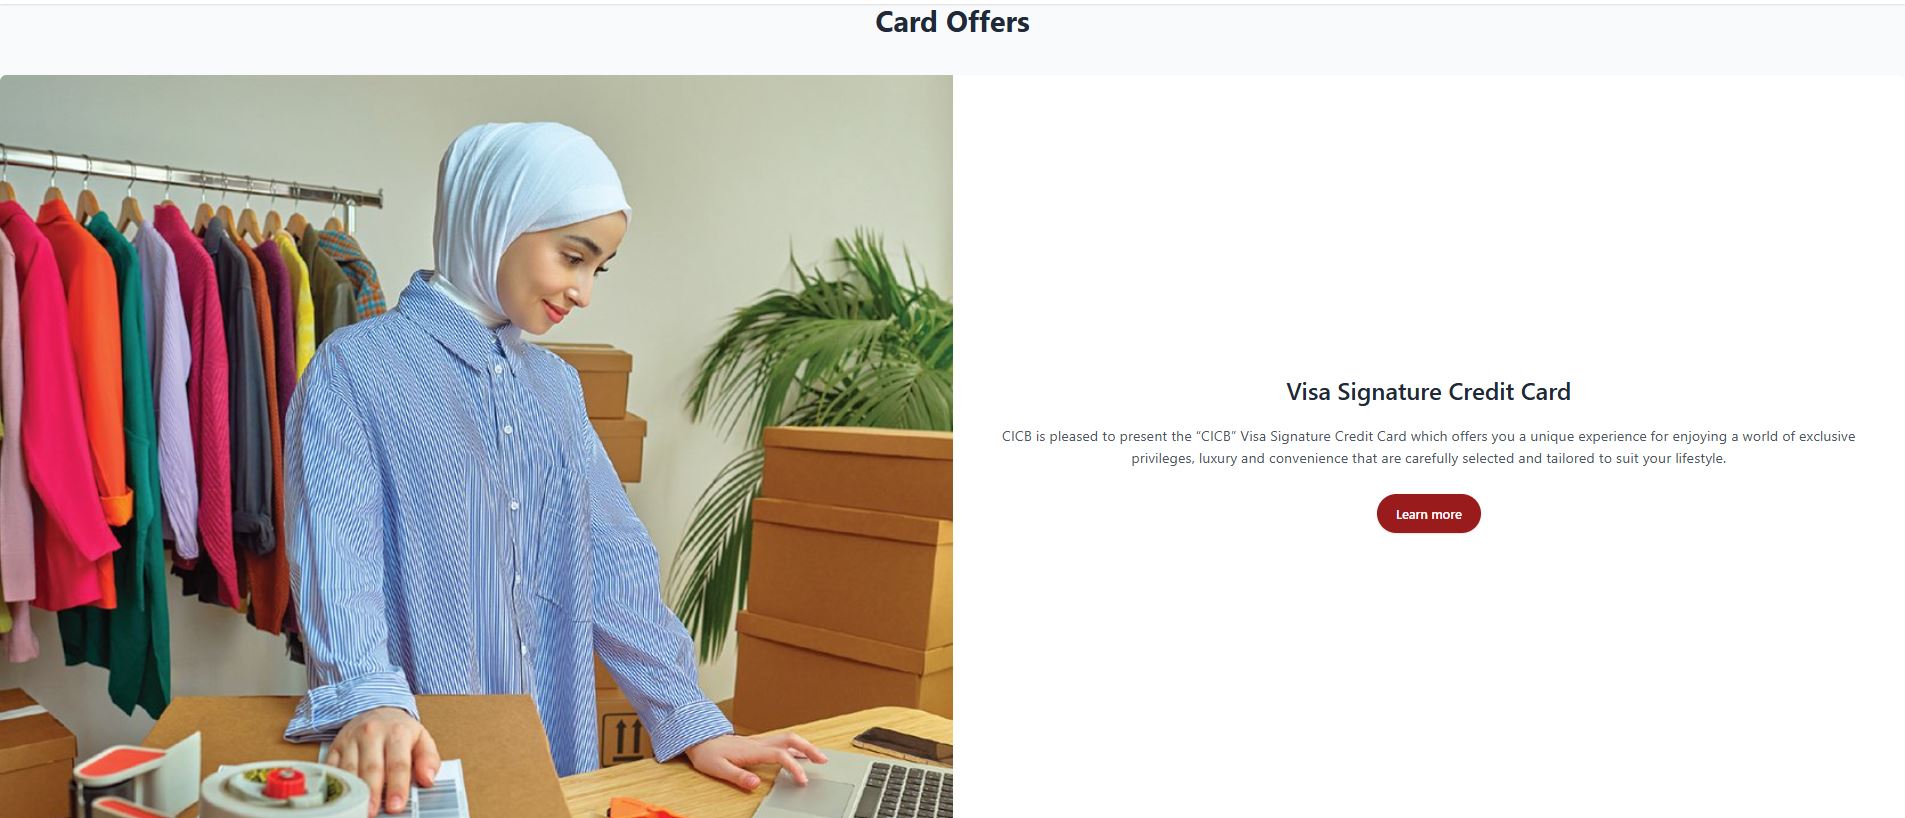 Card Offers
Visa Signature Credit Card
CICB is pleased to present the “CICB” Visa Signature Credit Card which offers you a unique experience for enjoying a world of exclusive
privileges, luxury and convenience that are carefully selected and tailored to suit your lifestyle.
Learn more